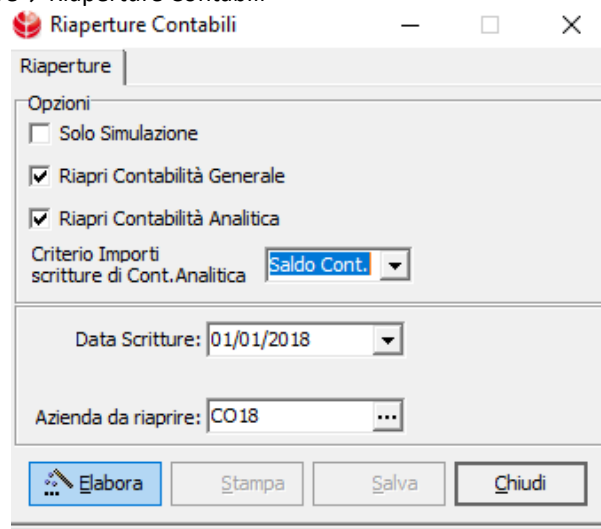 Riaperture Contabili
Riaperture
Opzioni
Solo Simulazione
Riapri Contabilità Generale
Riapri Contabilità Analitica
Criterio Importi
scritture di Cont.Analitica
Saldo Cont.
Data Scritture: 01/01/2018
Azienda da riaprire: CO18 ...
Elabora Stampa Salva Chiudi